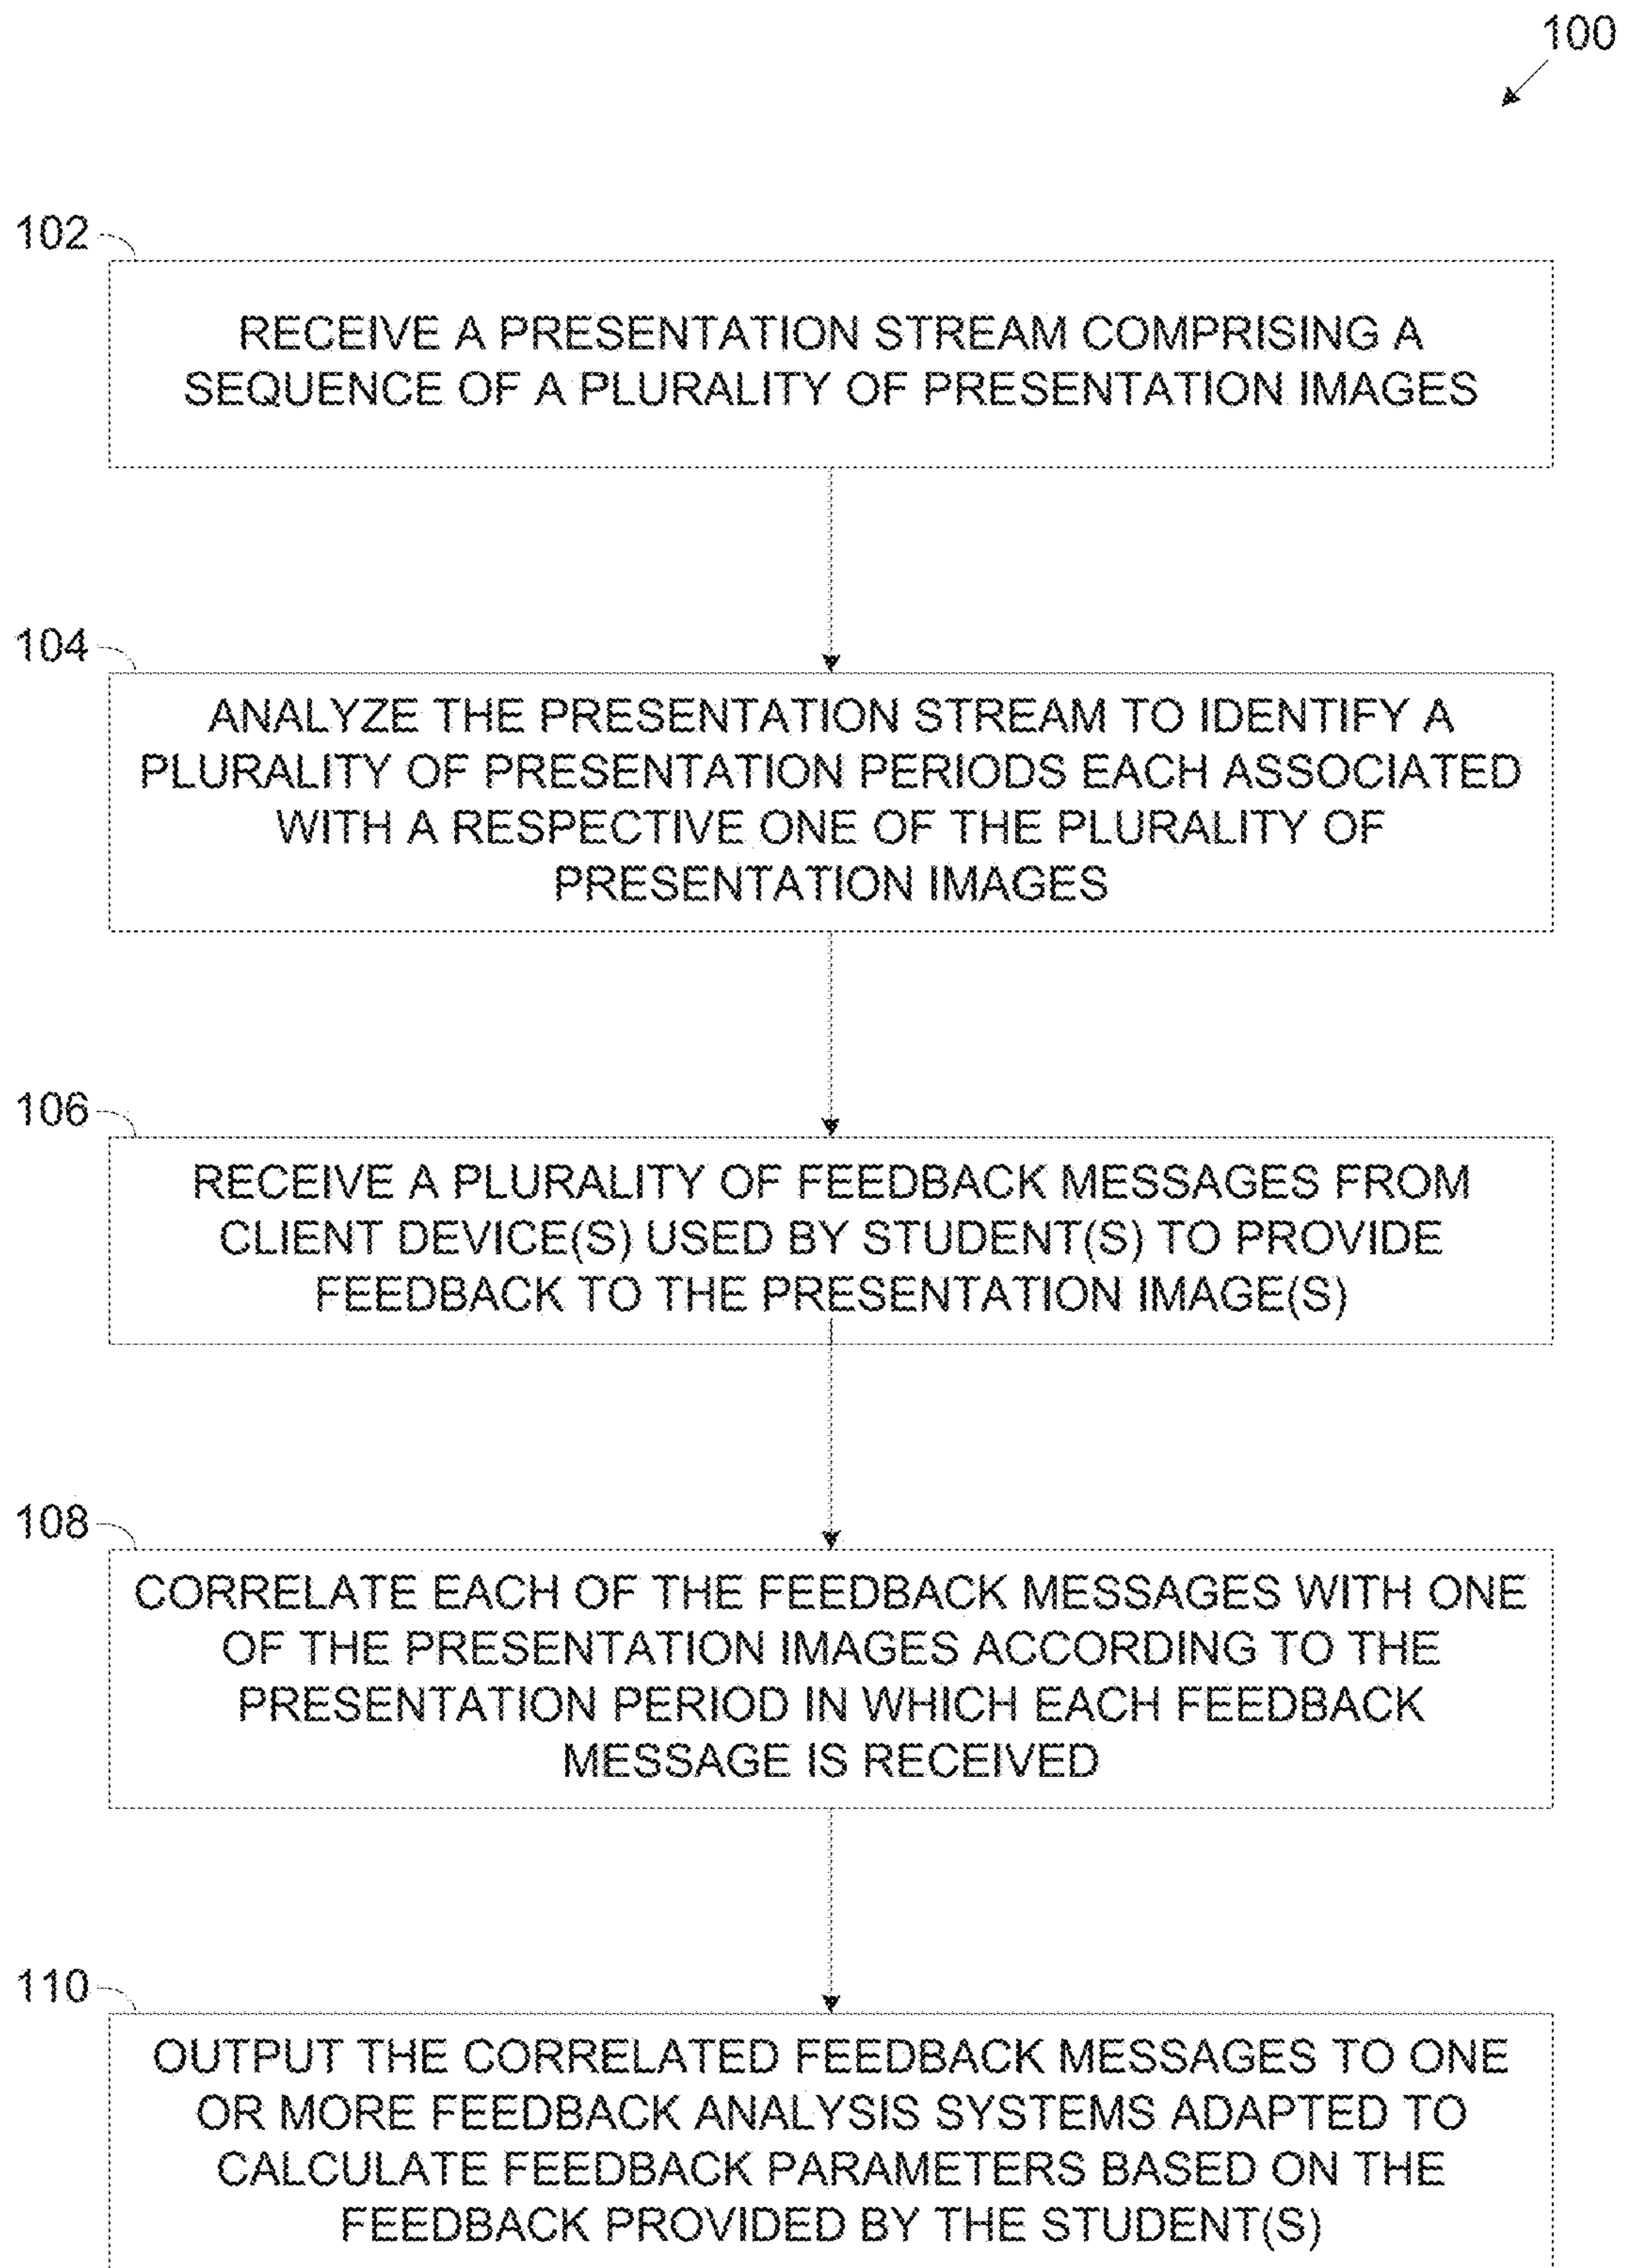 100
102
RECEIVE A PRESENTATION STREAM COMPRISING A
SEQUENCE OF A PLURALITY OF PRESENTATION IMAGES
104
ANALYZE THE PRESENTATION STREAM TO IDENTIFY A
PLURALITY OF PRESENTATION PERIODS EACH ASSOCIATED
WITH A RESPECTIVE ONE OF THE PLURALITY OF
PRESENTATION IMAGES
106
RECEIVE A PLURALITY OF FEEDBACK MESSAGES FROM
CLIENT DEVICE(S) USED BY STUDENT(S) TO PROVIDE
FEEDBACK TO THE PRESENTATION IMAGE(S)
108
CORRELATE EACH OF THE FEEDBACK MESSAGES WITH ONE
OF THE PRESENTATION IMAGES ACCORDING TO THE
PRESENTATION PERIOD IN WHICH EACH FEEDBACK
MESSAGE IS RECEIVED
110
OUTPUT THE CORRELATED FEEDBACK MESSAGES TO ONE
OR MORE FEEDBACK ANALYSIS SYSTEMS ADAPTED TO
CALCULATE FEEDBACK PARAMETERS BASED ON THE
FEEDBACK PROVIDED BY THE STUDENT(S)